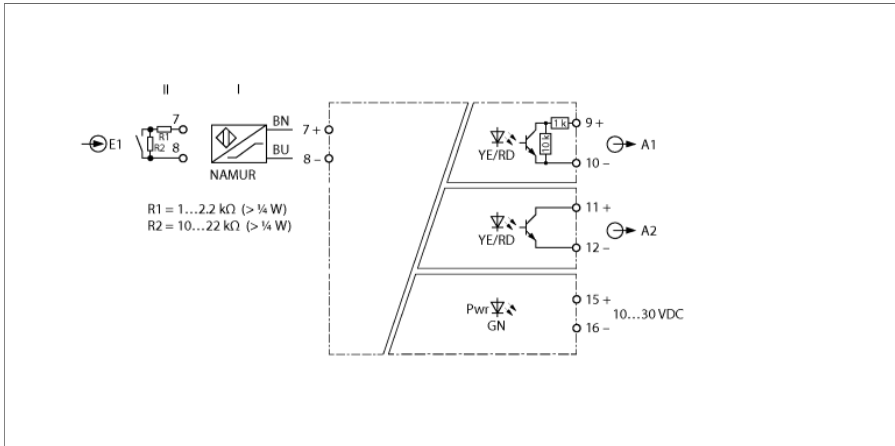 II I
E1
7
R1
R2
8
NAMUR
BN
7 +
BU
8 –
R1 = 1…2.2 kΩ (> ¼ W)
R2 = 10…22 kΩ (> ¼ W)
YE/RD
1 k
10 k
9 +
10 –
A1
YE/RD
11 +
12 –
A2
Pwr
GN
15 +
16 –
10…30 VDC